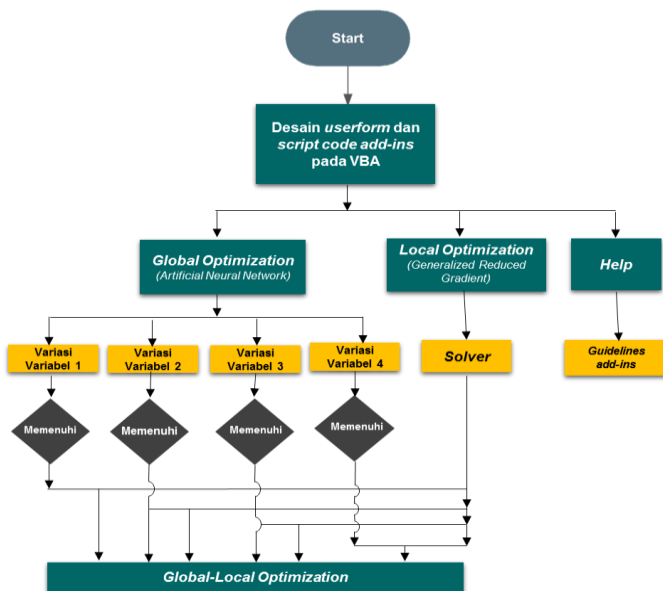 Start
Desain userform dan
script code add-ins
pada VBA
Global Optimization
(Artificial Neural Network)
Local Optimization
(Generalized Reduced
Gradient)
Help
Variasi
Variabel 1
Variasi
Variabel 2
Variasi
Variabel 3
Variasi
Variabel 4
Solver
Guidelines
add-ins
Memenuhi
Memenuhi
Memenuhi
Memenuhi
Global-Local Optimization